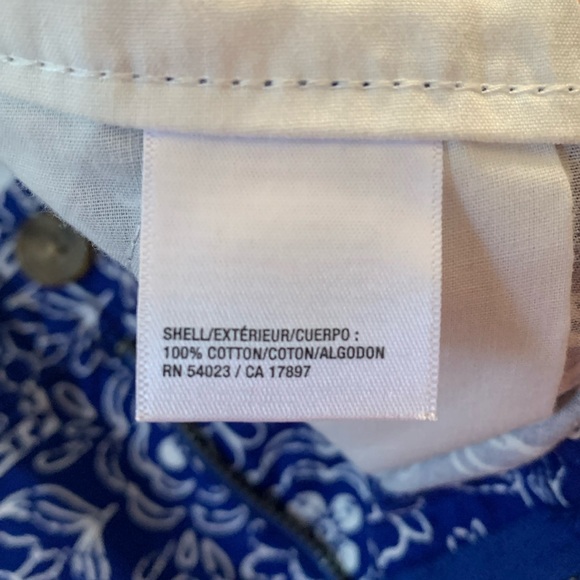 SHELL/EXTÉRIEUR/CUERPO :
100% COTTON/COTON/ALGODON
RN 54023 / CA 17897